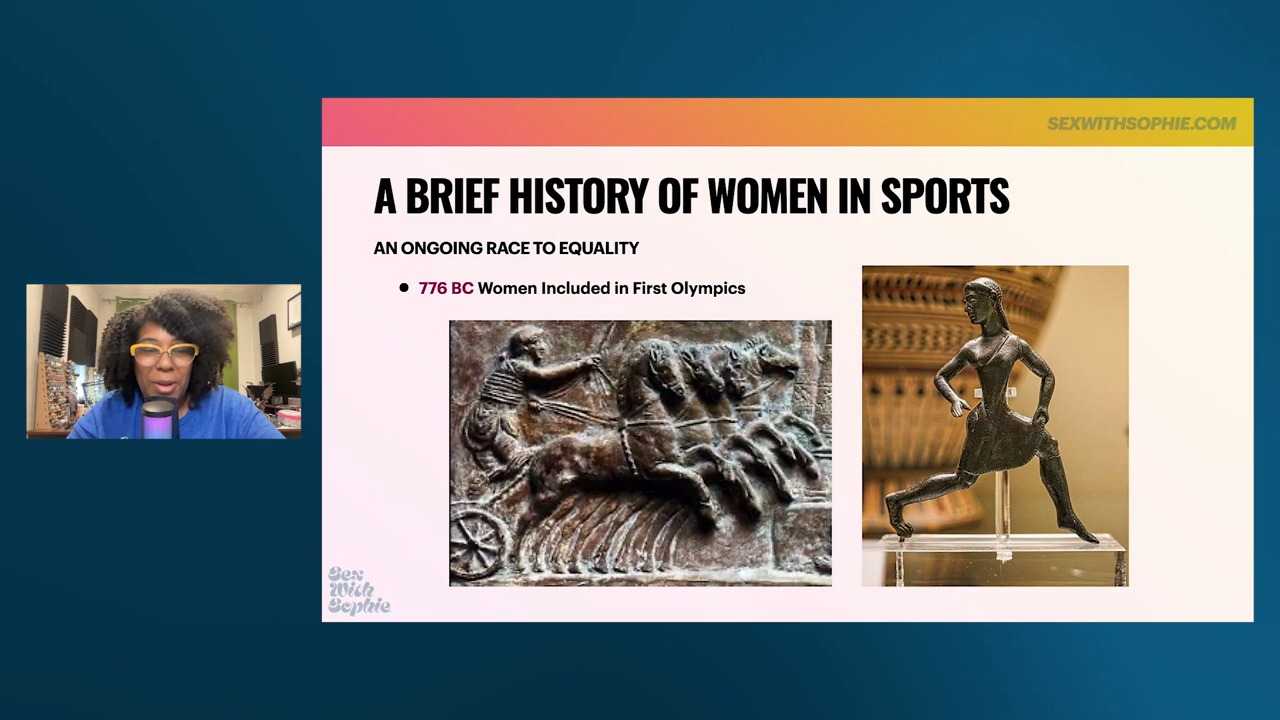 SEXWITHSOPHIE.COM
A BRIEF HISTORY OF WOMEN IN SPORTS
AN ONGOING RACE TO EQUALITY
776 BC Women Included in First Olympics
Sex
With
Sophie